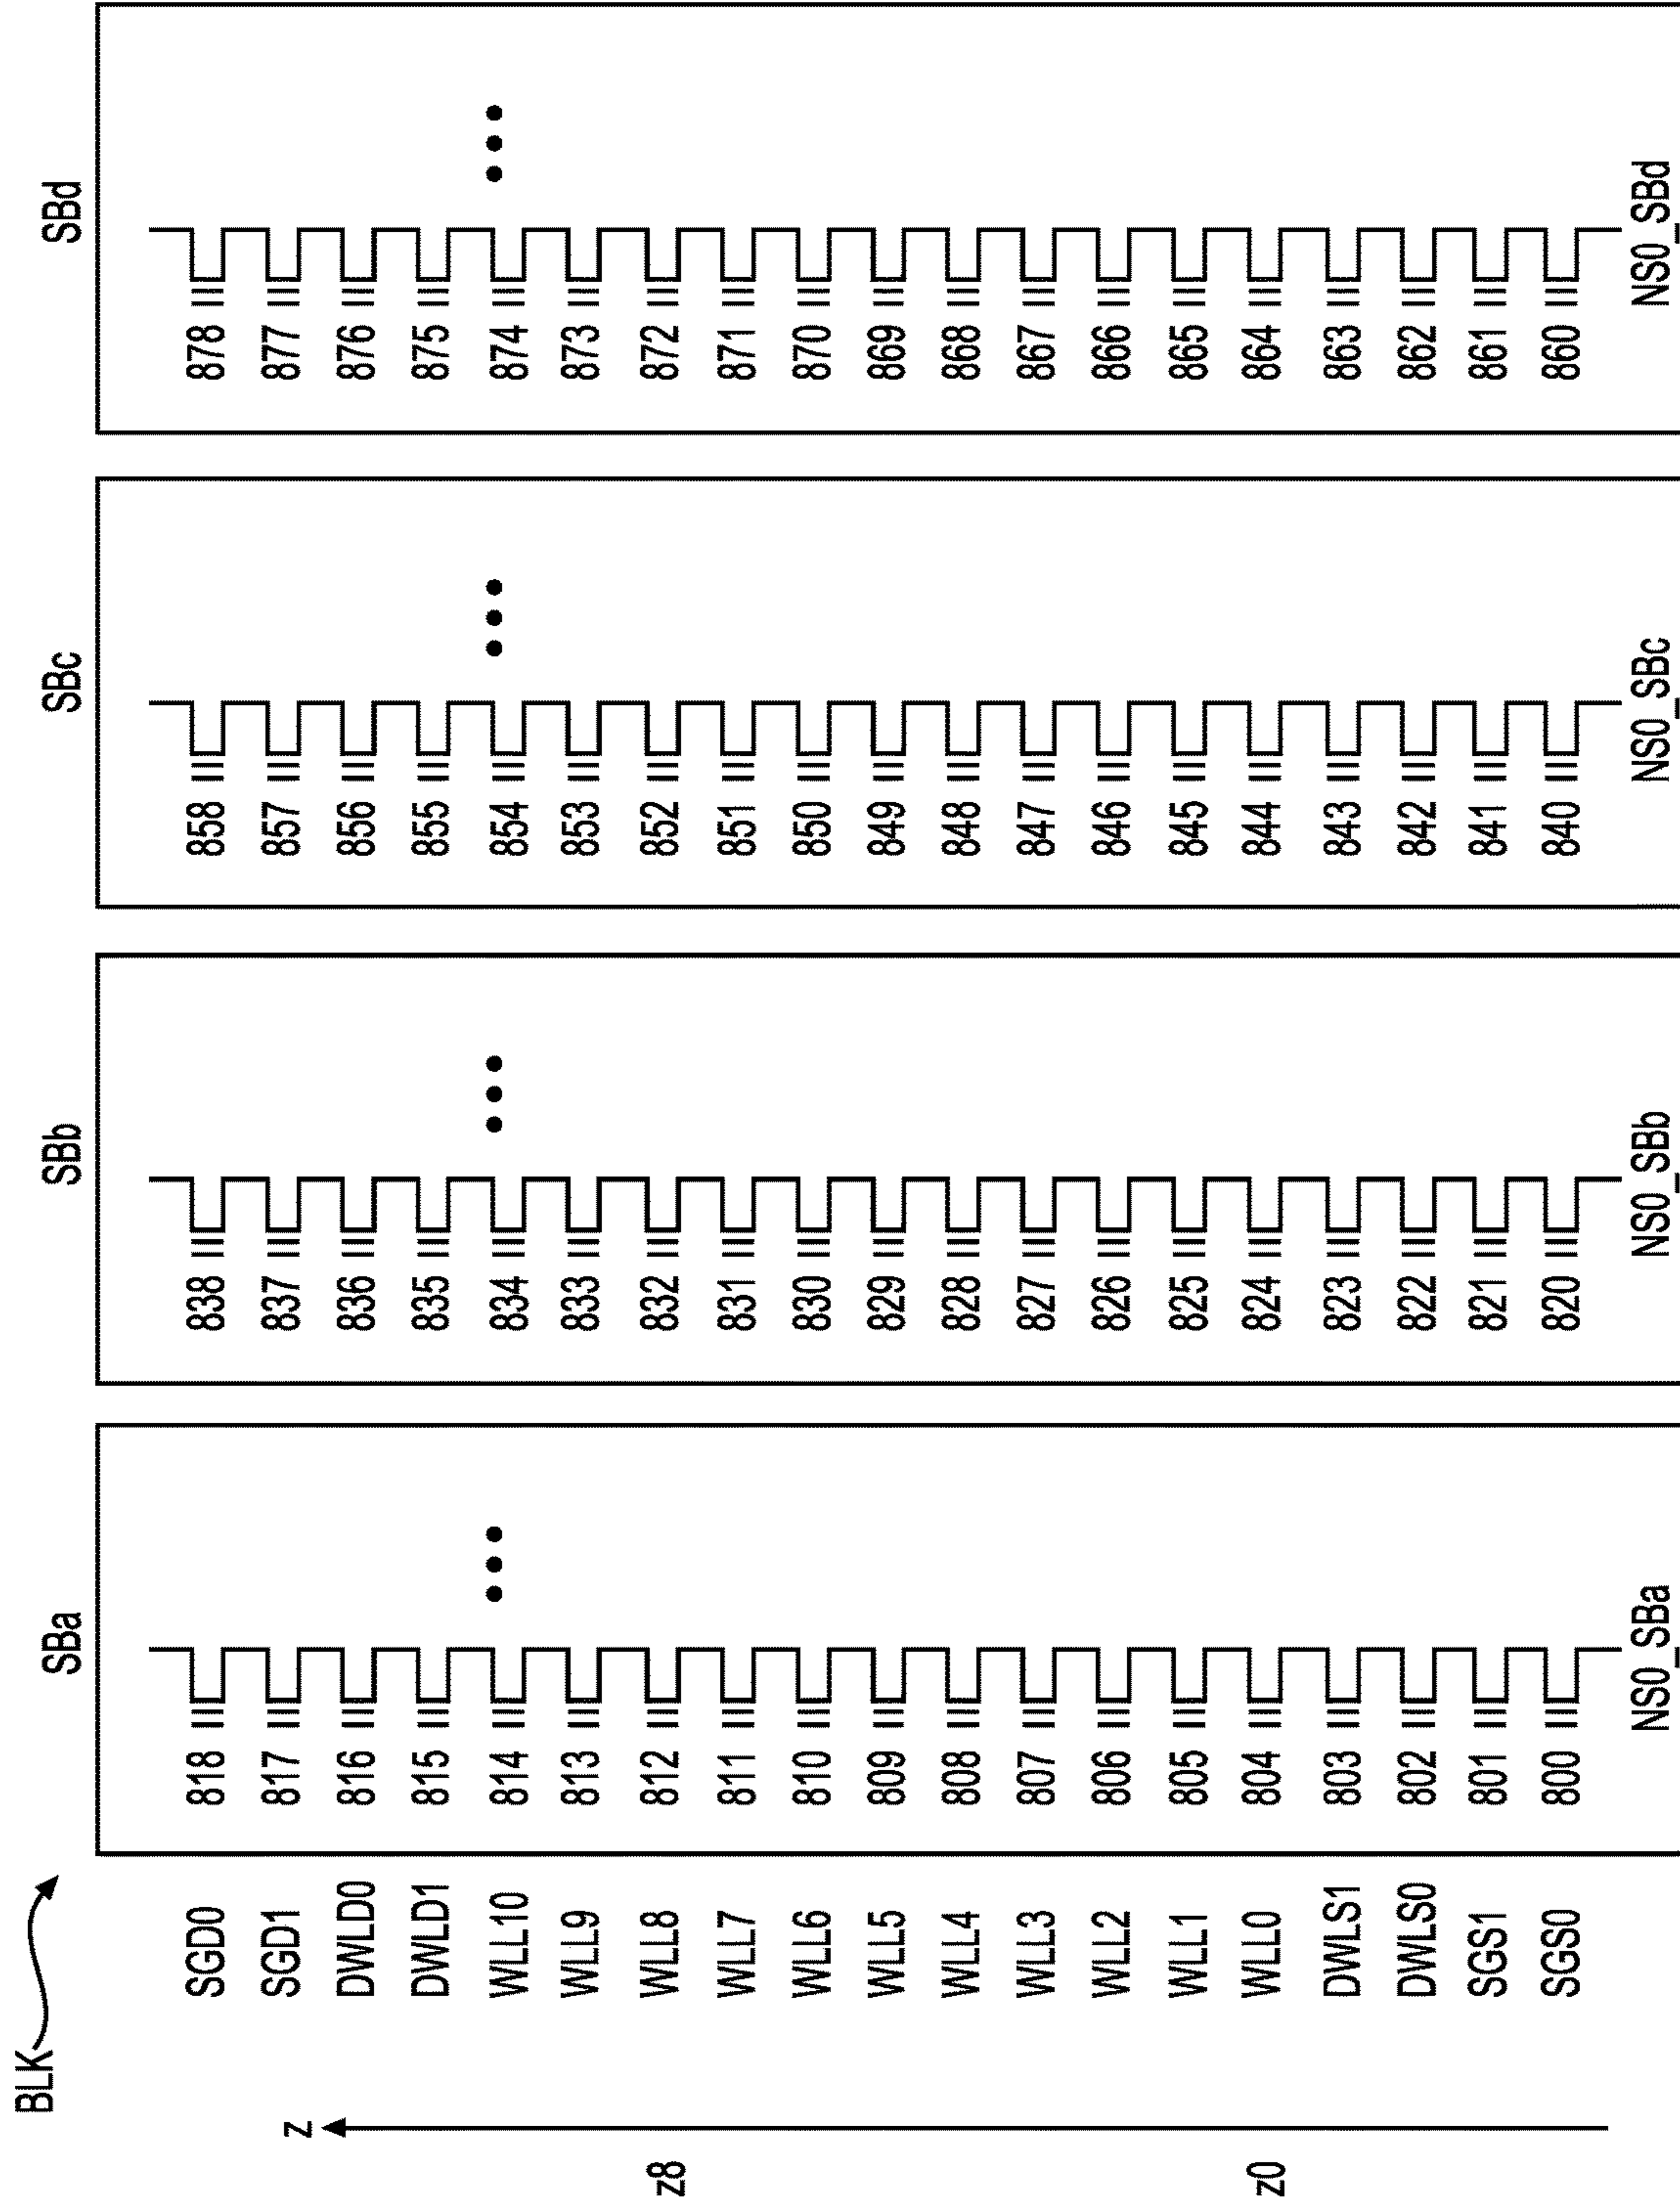 BLK
SBa SBb SBc SBd
SGD0 818 838 858 878
z SGD1 817 837 857 877
DWLD0 816 836 856 876
DWLD1 815 835 855 875
WLL10 814 834 854 874
WLL9 813 833 853 873
z8 WLL8 812 832 852 872
WLL7 811 831 851 871
WLL6 810 830 850 870
WLL5 809 829 849 869
WLL4 808 828 848 868
WLL3 807 827 847 867
WLL2 806 826 846 866
WLL1 805 825 845 865
z0 WLL0 804 824 844 864
DWLS1 803 823 843 863
DWLS0 802 822 842 862
SGS1 801 821 841 861
SGS0 800 820 840 860
NS0_SBa NS0_SBb NS0_SBc NS0_SBd